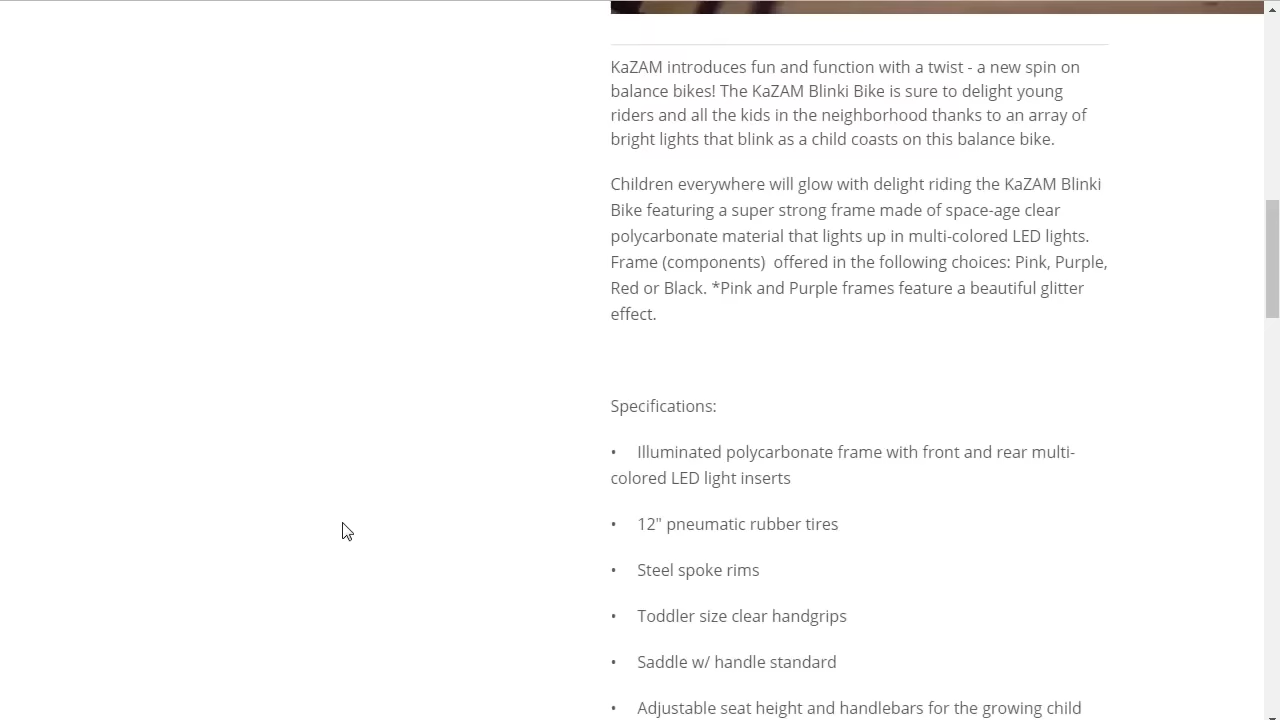 KaZAM introduces fun and function with a twist - a new spin on
balance bikes! The KaZAM Blinki Bike is sure to delight young
riders and all the kids in the neighborhood thanks to an array of
bright lights that blink as a child coasts on this balance bike.
Children everywhere will glow with delight riding the KaZAM Blinki
Bike featuring a super strong frame made of space-age clear
polycarbonate material that lights up in multi-colored LED lights.
Frame (components)  offered in the following choices: Pink, Purple,
Red or Black. *Pink and Purple frames feature a beautiful glitter
effect.
Specifications:
• Illuminated polycarbonate frame with front and rear multi-
colored LED light inserts
• 12" pneumatic rubber tires
• Steel spoke rims
• Toddler size clear handgrips
• Saddle w/ handle standard
• Adjustable seat height and handlebars for the growing child